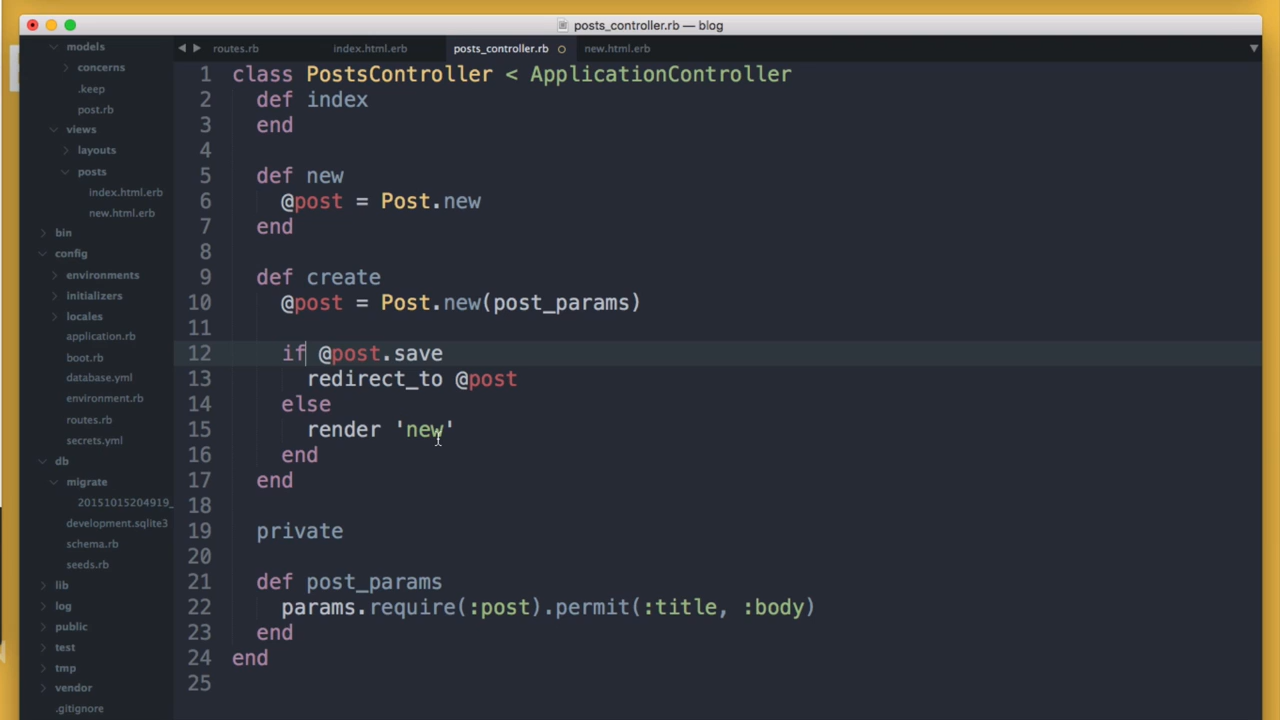 posts_controller.rb — blog
routes.rb index.html.erb posts_controller.rb new.html.erb
models
concerns
.keep
post.rb
views
layouts
posts
index.html.erb
new.html.erb
bin
config
environments
initializers
locales
application.rb
boot.rb
database.yml
environment.rb
routes.rb
secrets.yml
db
migrate
20151015204919_
development.sqlite3
schema.rb
seeds.rb
lib
log
public
test
tmp
vendor
.gitignore
1 class PostsController < ApplicationController
2   def index
3   end
4
5   def new
6     @post = Post.new
7   end
8
9   def create
10     @post = Post.new(post_params)
11
12     if @post.save
13       redirect_to @post
14     else
15       render 'new'
16     end
17   end
18
19   private
20
21   def post_params
22     params.require(:post).permit(:title, :body)
23   end
24 end
25